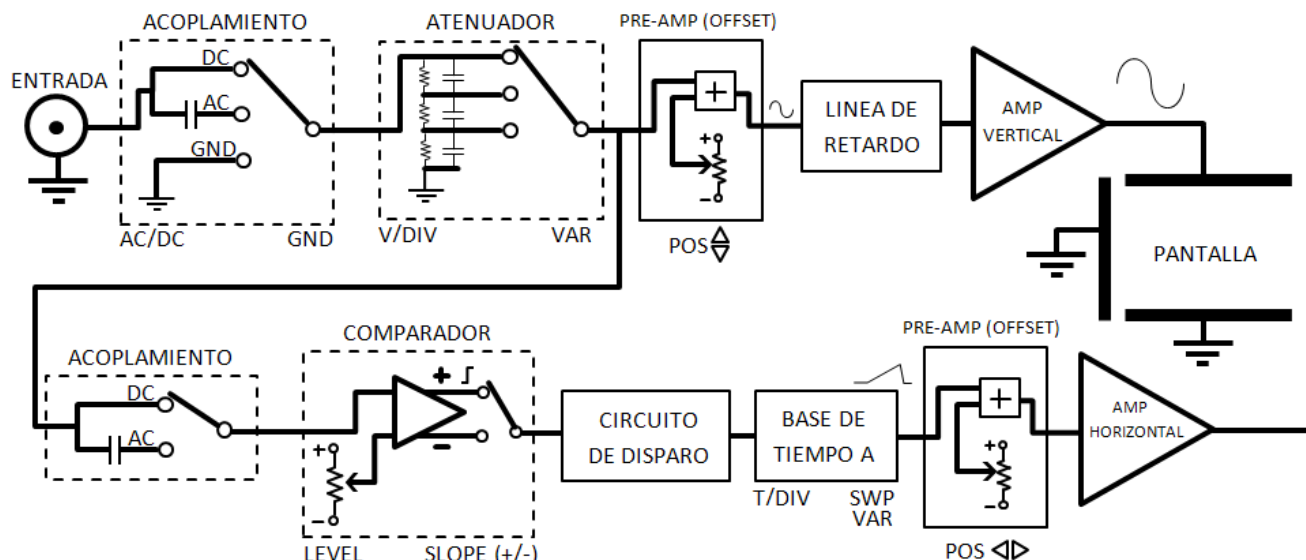 ACOPLAMIENTO
ATENUADOR
PRE-AMP (OFFSET)
ENTRADA
DC
AC
GND
AC/DC
GND
V/DIV
VAR
+
+
−
POS
LINEA DE
RETARDO
AMP
VERTICAL
PANTALLA
ACOPLAMIENTO
DC
AC
COMPARADOR
+
−
+
−
LEVEL
SLOPE (+/-)
CIRCUITO
DE DISPARO
BASE DE
TIEMPO A
T/DIV
SWP
VAR
PRE-AMP (OFFSET)
+
+
−
POS
AMP
HORIZONTAL